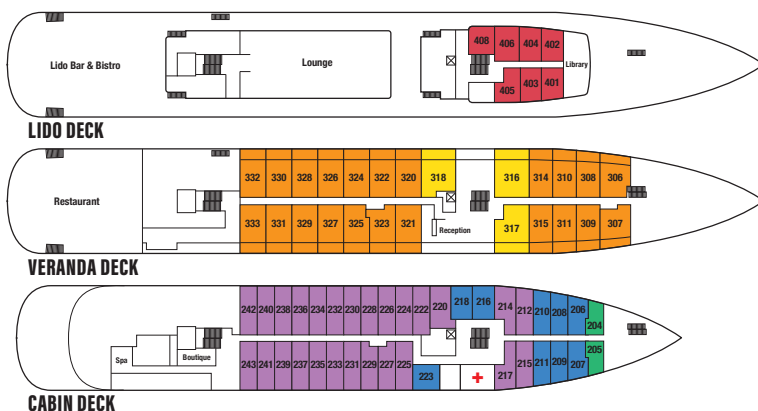 408 406 404 402
Lido Bar & Bistro Lounge Library
405 403 401
LIDO DECK
332 330 328 326 324 322 320 318 316 314 310 308 306
Restaurant
333 331 329 327 325 323 321 Reception 317 315 311 309 307
VERANDA DECK
242 240 238 236 234 232 230 228 226 224 222 220 218 216 214 212 210 208 206 204
Spa Boutique
243 241 239 237 235 233 231 229 227 225 223 217 215 211 209 207 205
CABIN DECK